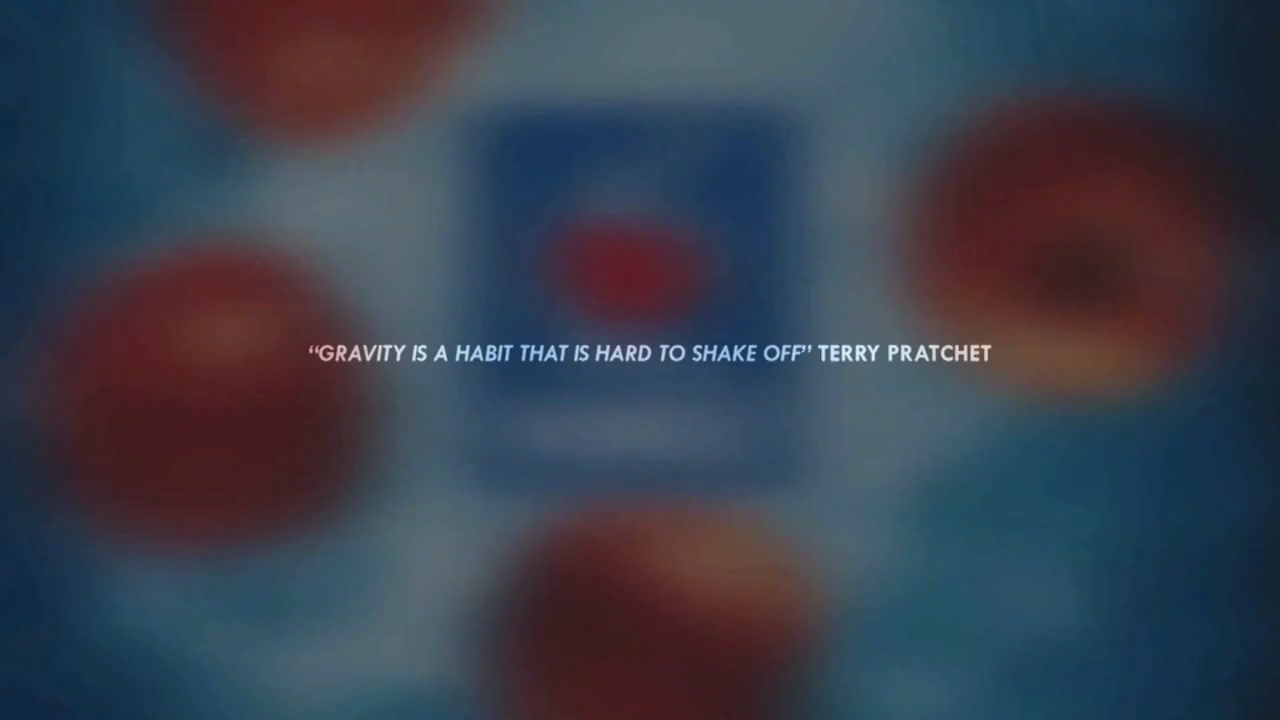 “GRAVITY IS A HABIT THAT IS HARD TO SHAKE OFF” TERRY PRATCHET